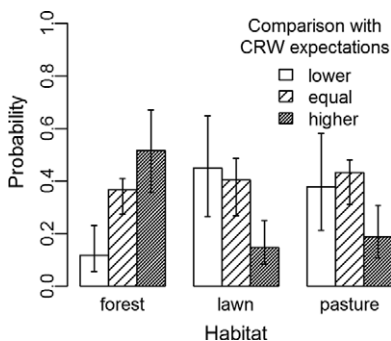 Comparison with
CRW expectations
lower
equal
higher
Probability
1.0
0.8
0.6
0.4
0.2
0.0
forest
lawn
pasture
Habitat